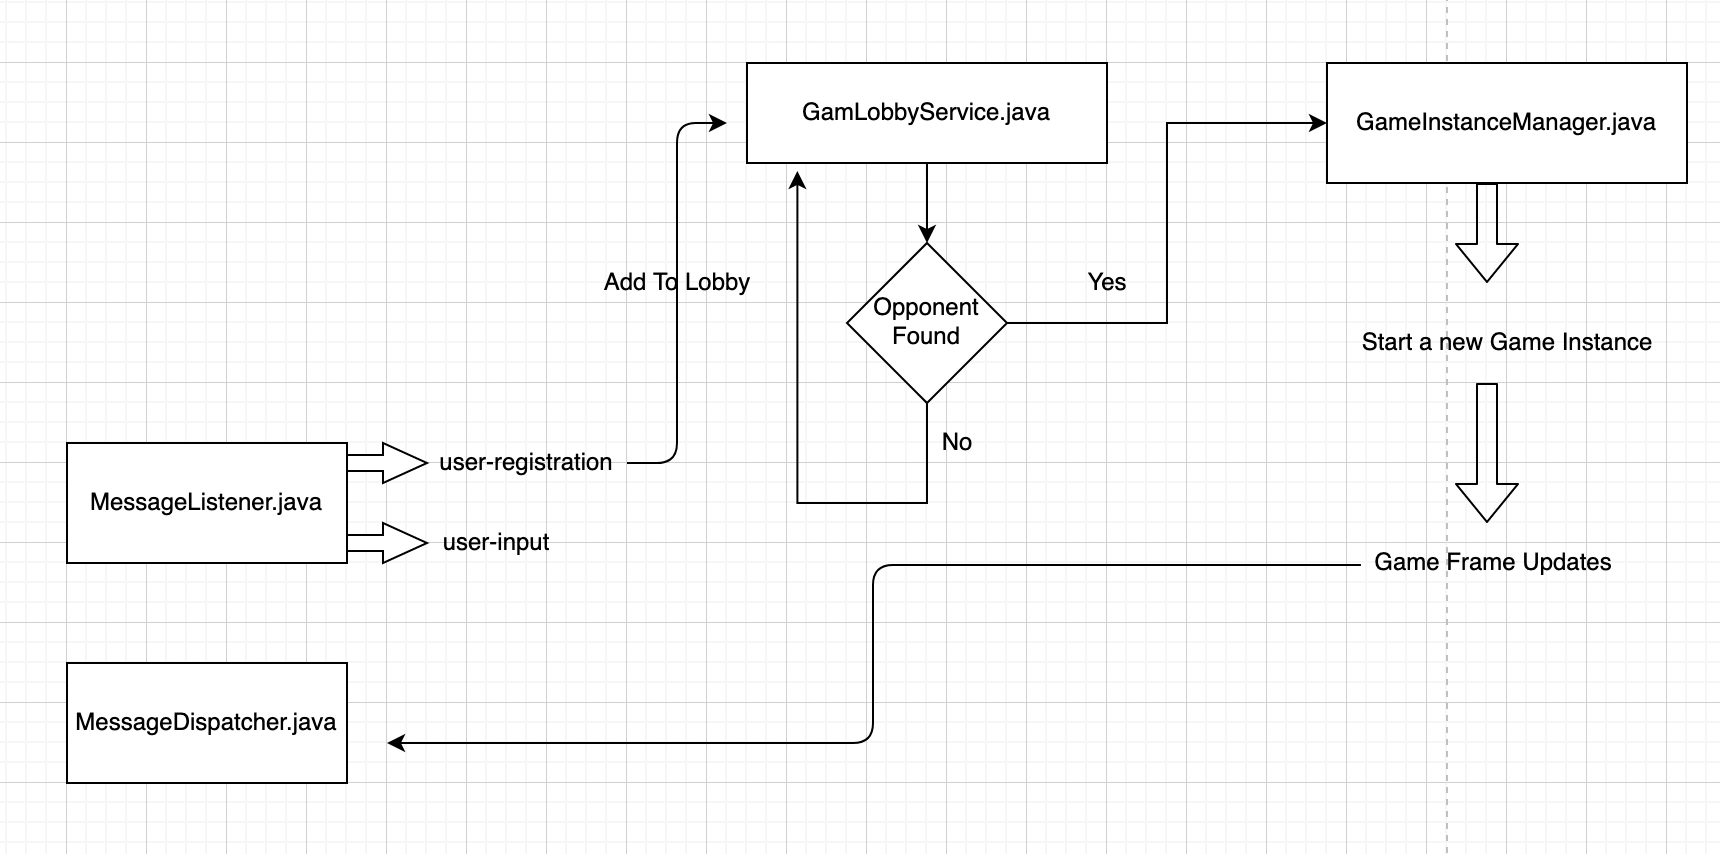 GamLobbyService.java
GameInstanceManager.java
Add To Lobby
Opponent
Found
Yes
Start a new Game Instance
No
user-registration
MessageListener.java
user-input
Game Frame Updates
MessageDispatcher.java